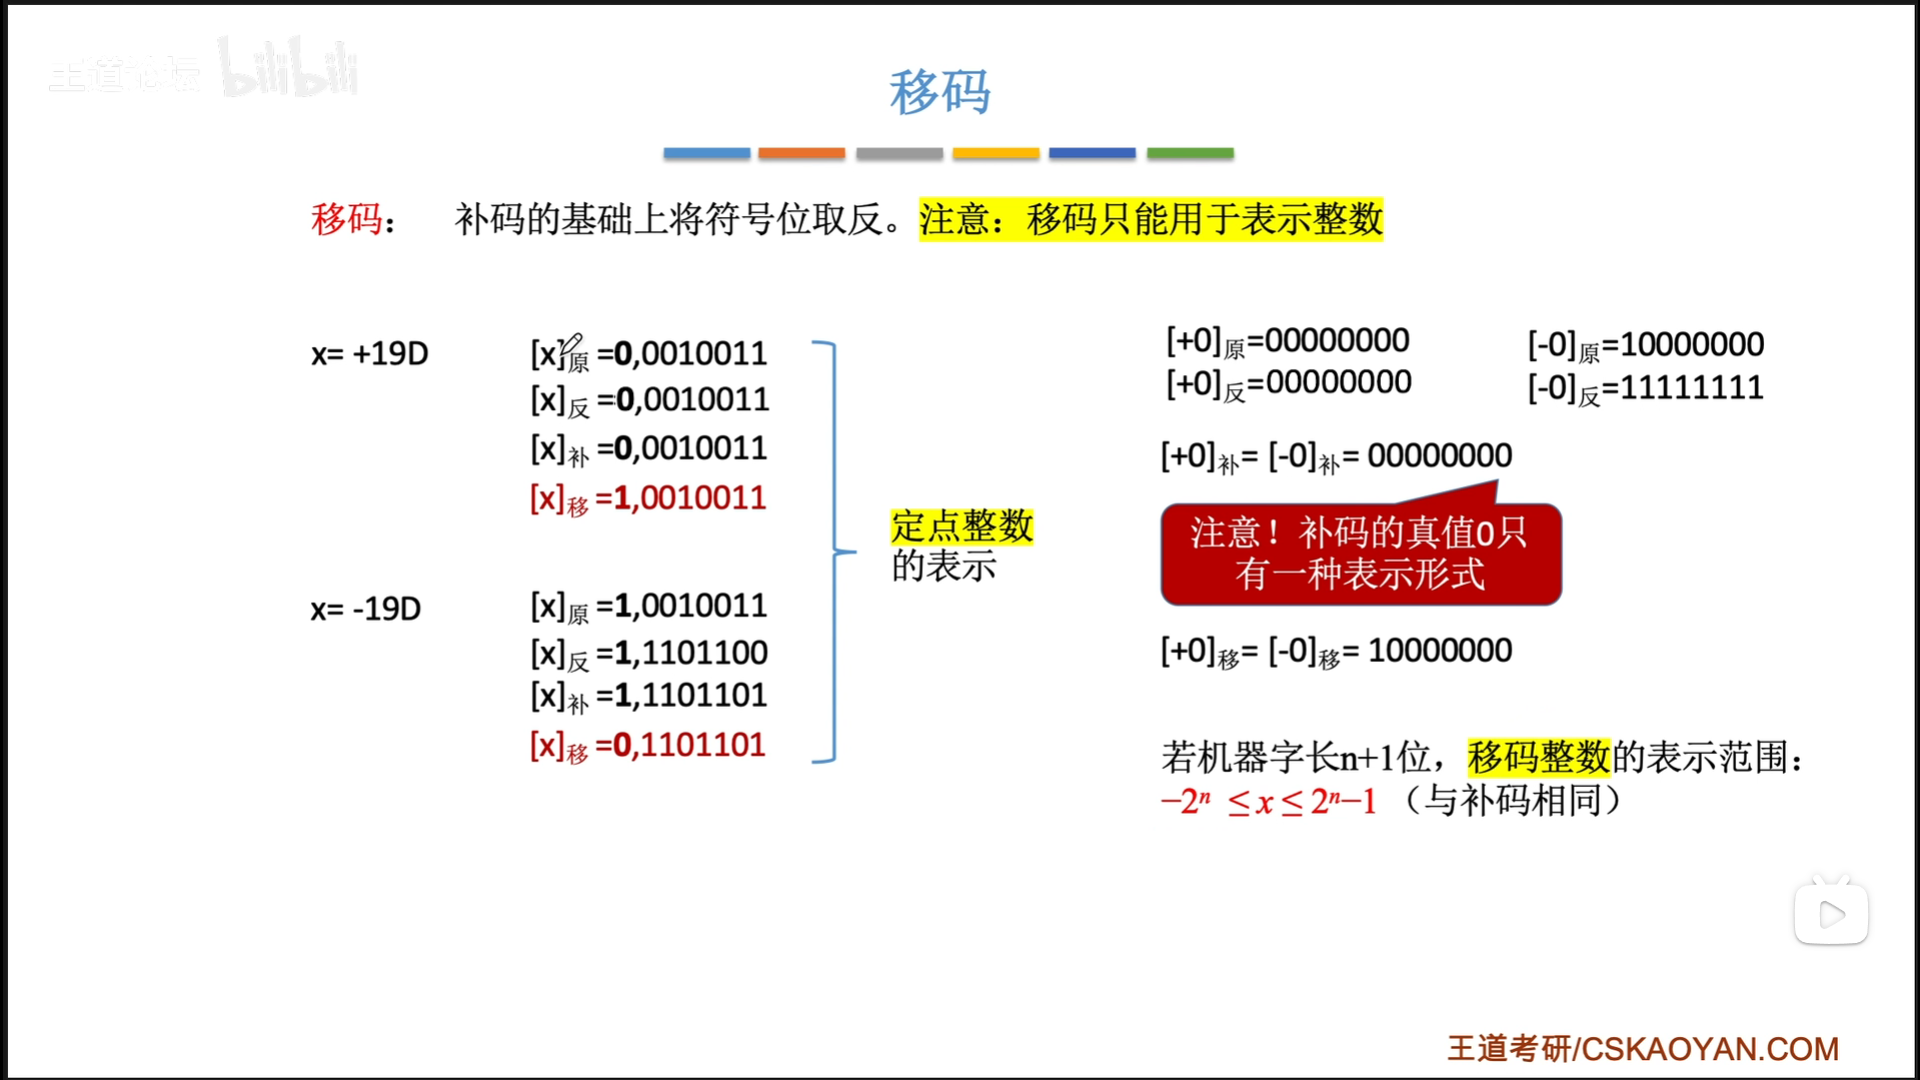 王道论坛 bilibili
移码
移码： 补码的基础上将符号位取反。注意：移码只能用于表示整数
x= +19D
[x]原 =0,0010011
[x]反 =0,0010011
[x]补 =0,0010011
[x]移 =1,0010011
x= -19D
[x]原 =1,0010011
[x]反 =1,1101100
[x]补 =1,1101101
[x]移 =0,1101101
定点整数
的表示
[+0]原=00000000
[-0]原=10000000
[+0]反=00000000
[-0]反=11111111
[+0]补= [-0]补= 00000000
注意！补码的真值0只
有一种表示形式
[+0]移= [-0]移= 10000000
若机器字长n+1位，移码整数的表示范围：
−2ⁿ ≤ x ≤ 2ⁿ−1 （与补码相同）
王道考研/CSKAOYAN.COM